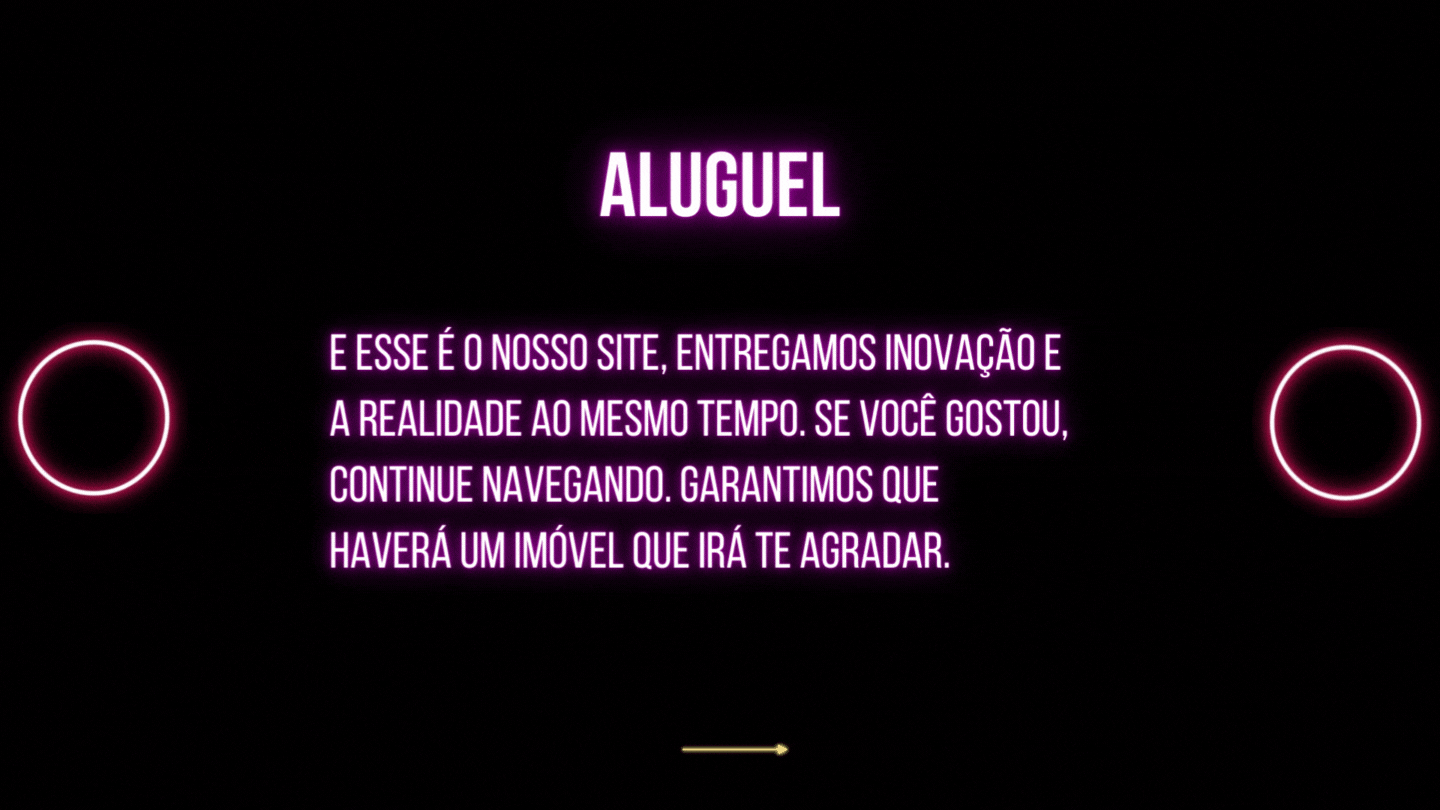 ALUGUEL
E ESSE É O NOSSO SITE, ENTREGAMOS INOVAÇÃO E
A REALIDADE AO MESMO TEMPO. SE VOCÊ GOSTOU,
CONTINUE NAVEGANDO. GARANTIMOS QUE
HAVERÁ UM IMÓVEL QUE IRÁ TE AGRADAR.